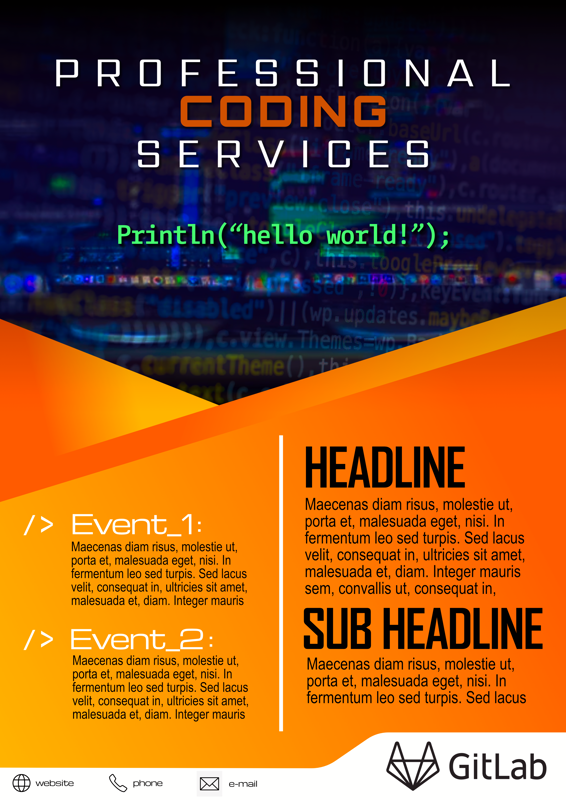 PROFESSIONAL
CODING
SERVICES
Println(“hello world!”);
/> Event_1:
Maecenas diam risus, molestie ut,
porta et, malesuada eget, nisi. In
fermentum leo sed turpis. Sed lacus
velit, consequat in, ultricies sit amet,
malesuada et, diam. Integer mauris
/> Event_2:
Maecenas diam risus, molestie ut,
porta et, malesuada eget, nisi. In
fermentum leo sed turpis. Sed lacus
velit, consequat in, ultricies sit amet,
malesuada et, diam. Integer mauris
HEADLINE
Maecenas diam risus, molestie ut,
porta et, malesuada eget, nisi. In
fermentum leo sed turpis. Sed lacus
velit, consequat in, ultricies sit amet,
malesuada et, diam. Integer mauris
sem, convallis ut, consequat in,
SUB HEADLINE
Maecenas diam risus, molestie ut,
porta et, malesuada eget, nisi. In
fermentum leo sed turpis. Sed lacus
website
phone
e-mail
GitLab